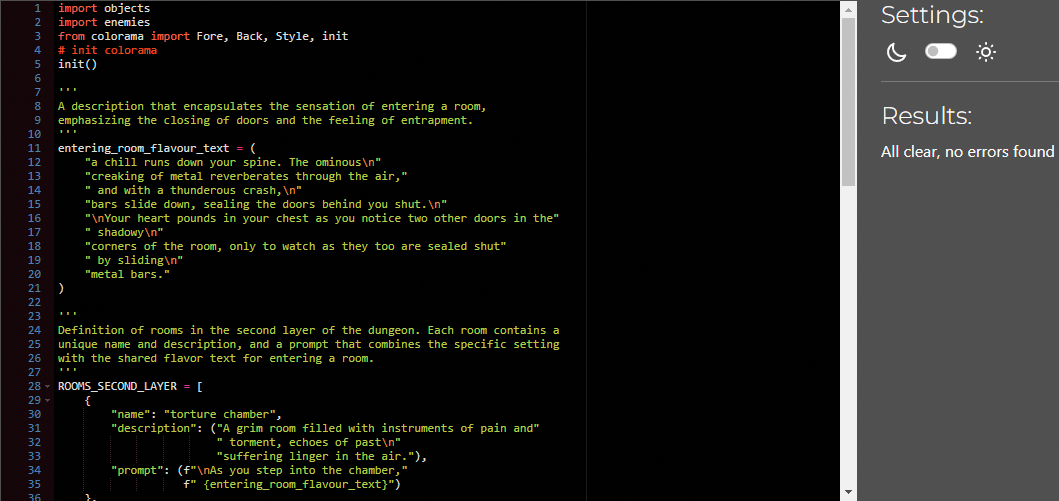 1 import objects
2 import enemies
3 from colorama import Fore, Back, Style, init
4 # init colorama
5 init()
6
7 '''
8 A description that encapsulates the sensation of entering a room,
9 emphasizing the closing of doors and the feeling of entrapment.
10 '''
11 entering_room_flavour_text = (
12     "a chill runs down your spine. The ominous\n"
13     "creaking of metal reverberates through the air,"
14     " and with a thunderous crash,\n"
15     "bars slide down, sealing the doors behind you shut.\n"
16     "\nYour heart pounds in your chest as you notice two other doors in the"
17     " shadowy\n"
18     "corners of the room, only to watch as they too are sealed shut"
19     " by sliding\n"
20     "metal bars."
21 )
22
23 '''
24 Definition of rooms in the second layer of the dungeon. Each room contains a
25 unique name and description, and a prompt that combines the specific setting
26 with the shared flavor text for entering a room.
27 '''
28 ROOMS_SECOND_LAYER = [
29     {
30         "name": "torture chamber",
31         "description": ("A grim room filled with instruments of pain and"
32                         " torment, echoes of past\n"
33                         "suffering linger in the air."),
34         "prompt": (f"\nAs you step into the chamber,"
35                    f" {entering_room_flavour_text}")
36     },
Settings:
Results:
All clear, no errors found